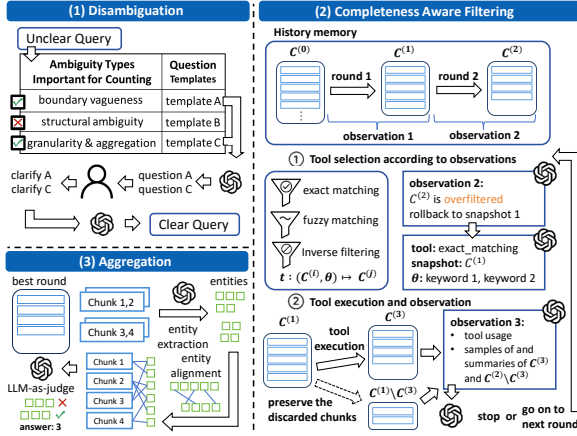 (1) Disambiguation
Unclear Query
Ambiguity Types
Important for Counting
Question
Templates
boundary vagueness
template A
structural ambiguity
template B
granularity & aggregation
template C
clarify A
clarify C
question A
question C
Clear Query
(3) Aggregation
best round
Chunk 1,2
Chunk 3,4
entities
entity
extraction
entity
alignment
Chunk 1
Chunk 2
Chunk 3
Chunk 4
LLM-as-judge
answer: 3
(2) Completeness Aware Filtering
History memory
C(0)
C(1)
C(2)
round 1
round 2
observation 1
observation 2
① Tool selection according to observations
exact matching
fuzzy matching
Inverse filtering
t : (C(i), θ) ↦ C(j)
observation 2:
C(2) is overfiltered
rollback to snapshot 1
tool: exact_matching
snapshot: C(1)
θ: keyword 1, keyword 2
② Tool execution and observation
C(1)
tool
execution
C(3)
preserve the
discarded chunks
C(1)\C(3)
observation 3:
• tool usage
• samples of and
summaries of C(3)
and C(2)\C(3)
stop or go on to
next round